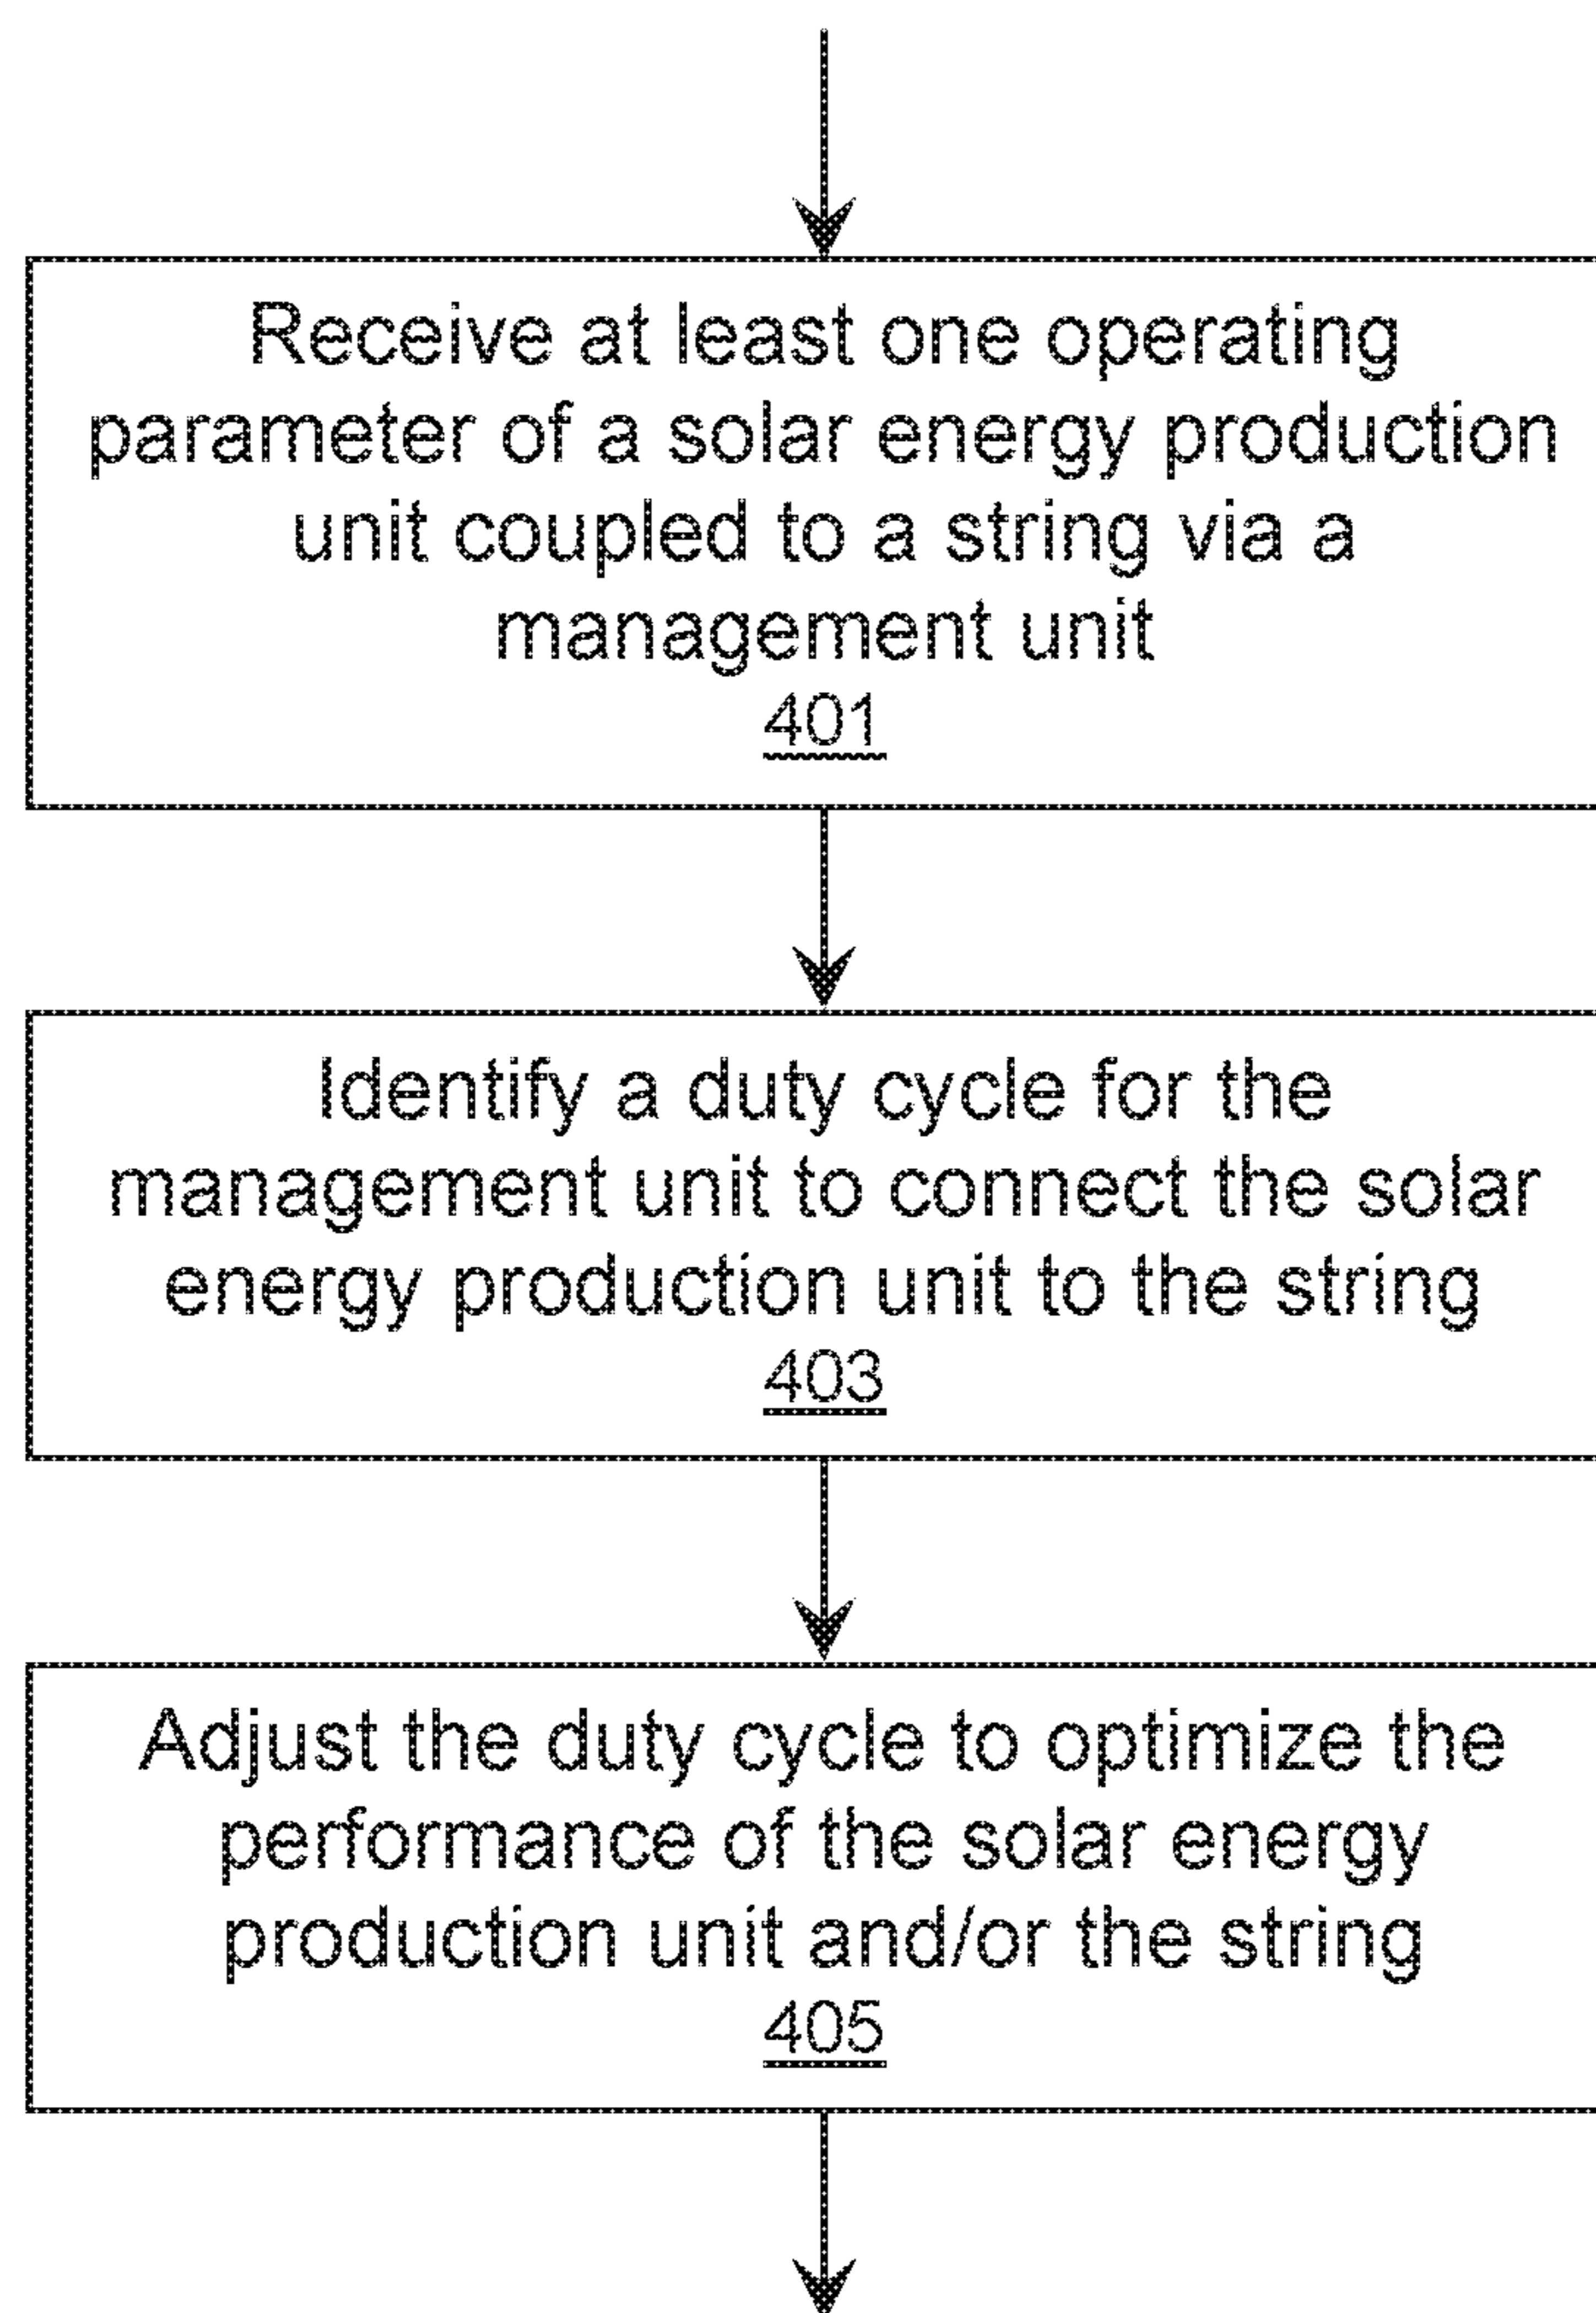 Receive at least one operating
parameter of a solar energy production
unit coupled to a string via a
management unit
401
Identify a duty cycle for the
management unit to connect the solar
energy production unit to the string
403
Adjust the duty cycle to optimize the
performance of the solar energy
production unit and/or the string
405